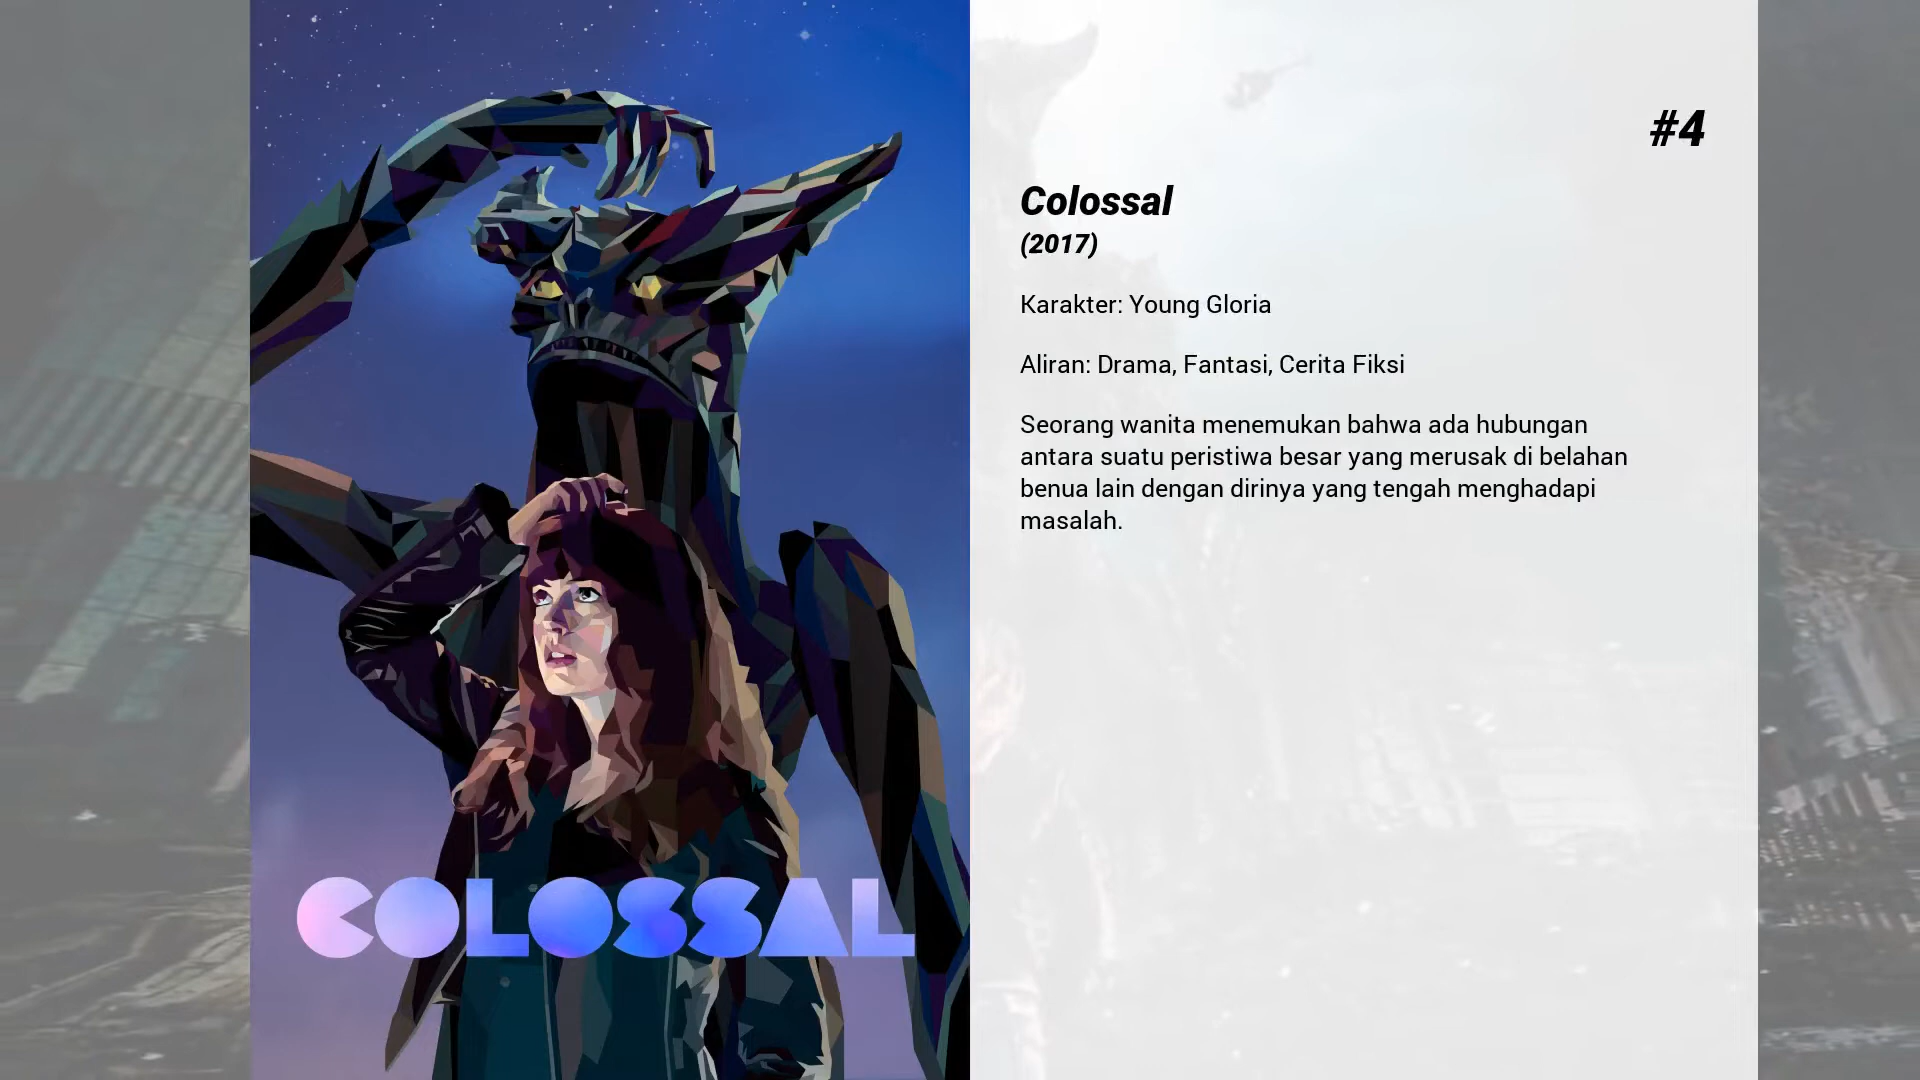 COLOSSAL
#4
Colossal
(2017)
Karakter: Young Gloria
Aliran: Drama, Fantasi, Cerita Fiksi
Seorang wanita menemukan bahwa ada hubungan
antara suatu peristiwa besar yang merusak di belahan
benua lain dengan dirinya yang tengah menghadapi
masalah.